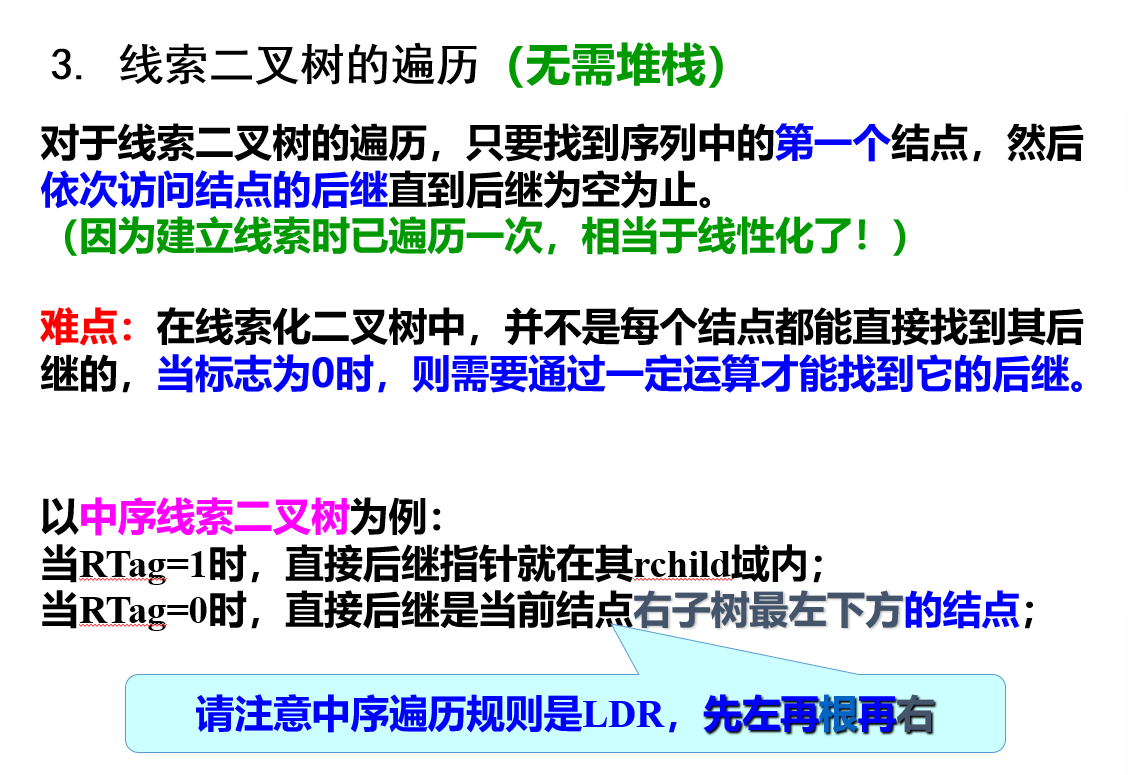 3. 线索二叉树的遍历（无需堆栈）
对于线索二叉树的遍历，只要找到序列中的第一个结点，然后
依次访问结点的后继直到后继为空为止。
（因为建立线索时已遍历一次，相当于线性化了！）
难点：在线索化二叉树中，并不是每个结点都能直接找到其后
继的，当标志为0时，则需要通过一定运算才能找到它的后继。
以中序线索二叉树为例：
当RTag=1时，直接后继指针就在其rchild域内；
当RTag=0时，直接后继是当前结点右子树最左下方的结点；
请注意中序遍历规则是LDR，先左再根再右